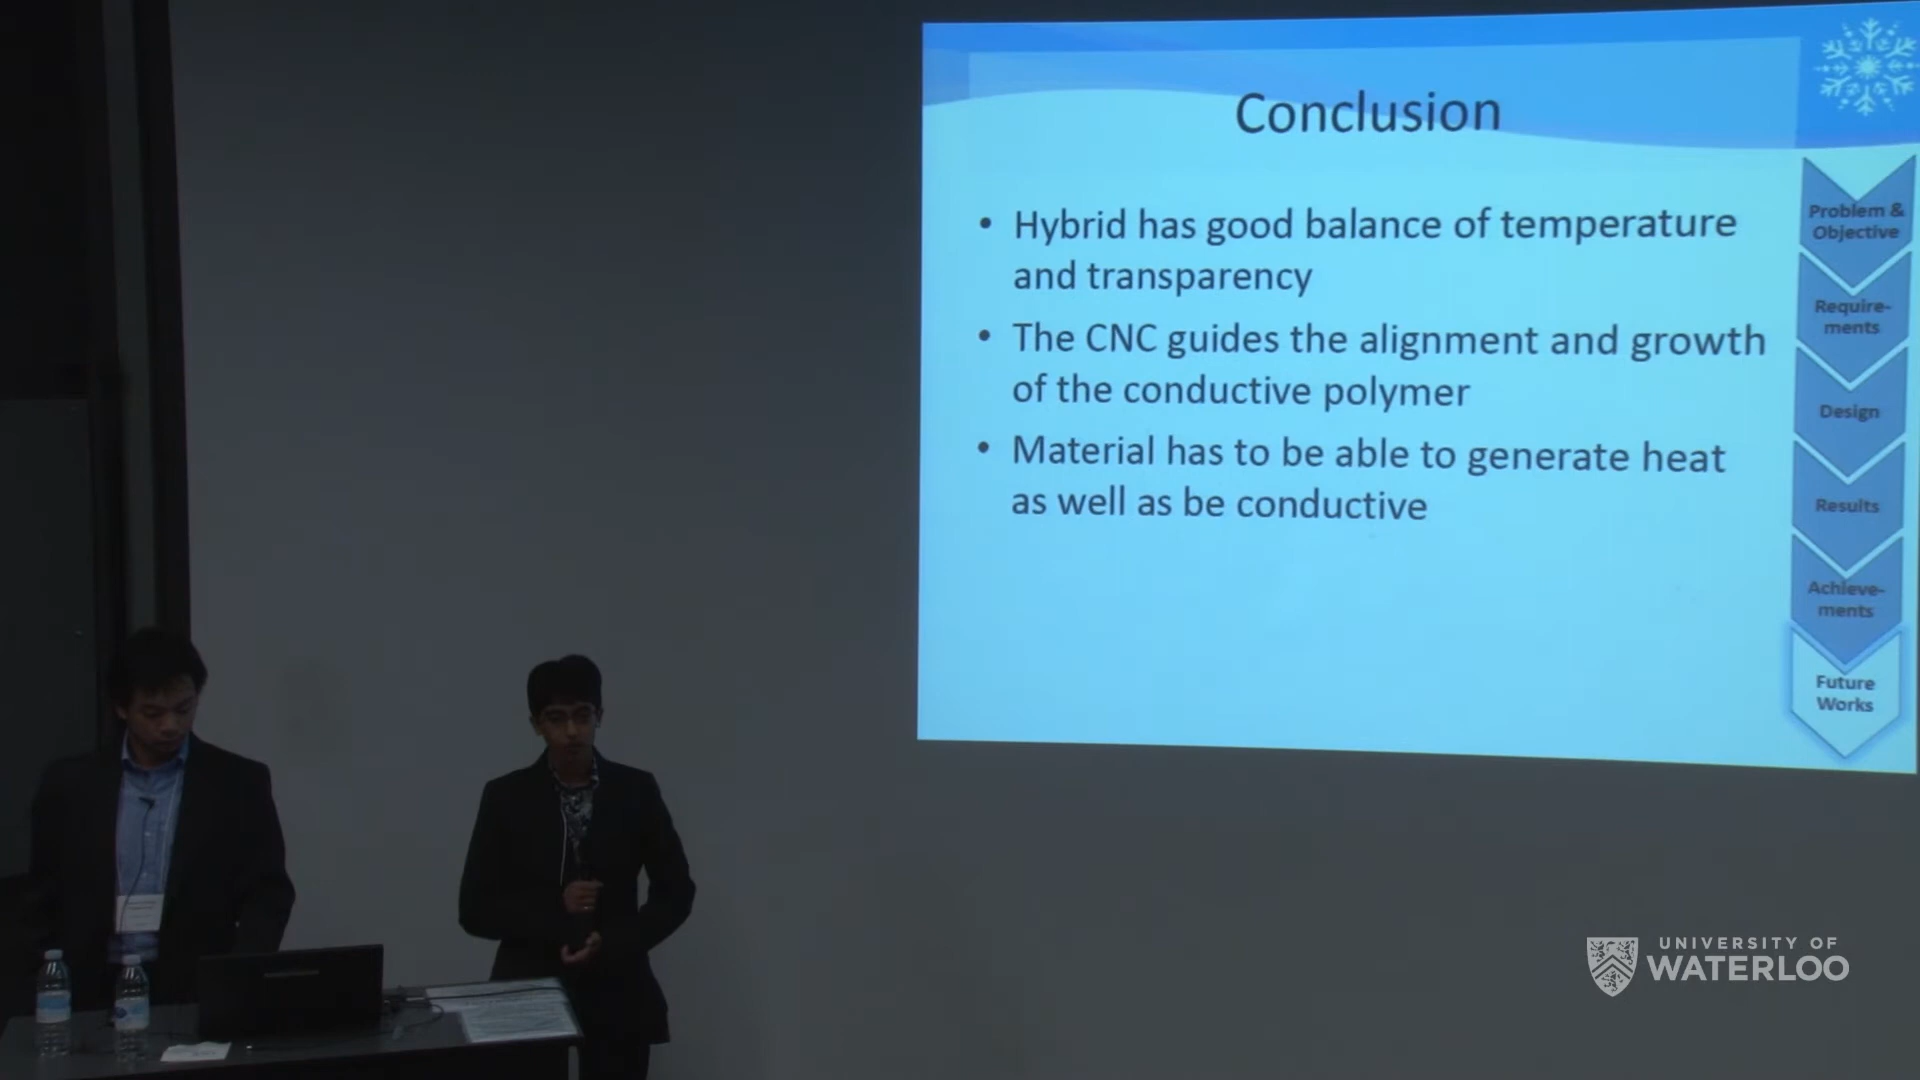 Conclusion
• Hybrid has good balance of temperature
and transparency
• The CNC guides the alignment and growth
of the conductive polymer
• Material has to be able to generate heat
as well as be conductive
Problem &
Objective
Require-
ments
Design
Results
Achieve-
ments
Future
Works
UNIVERSITY OF
WATERLOO